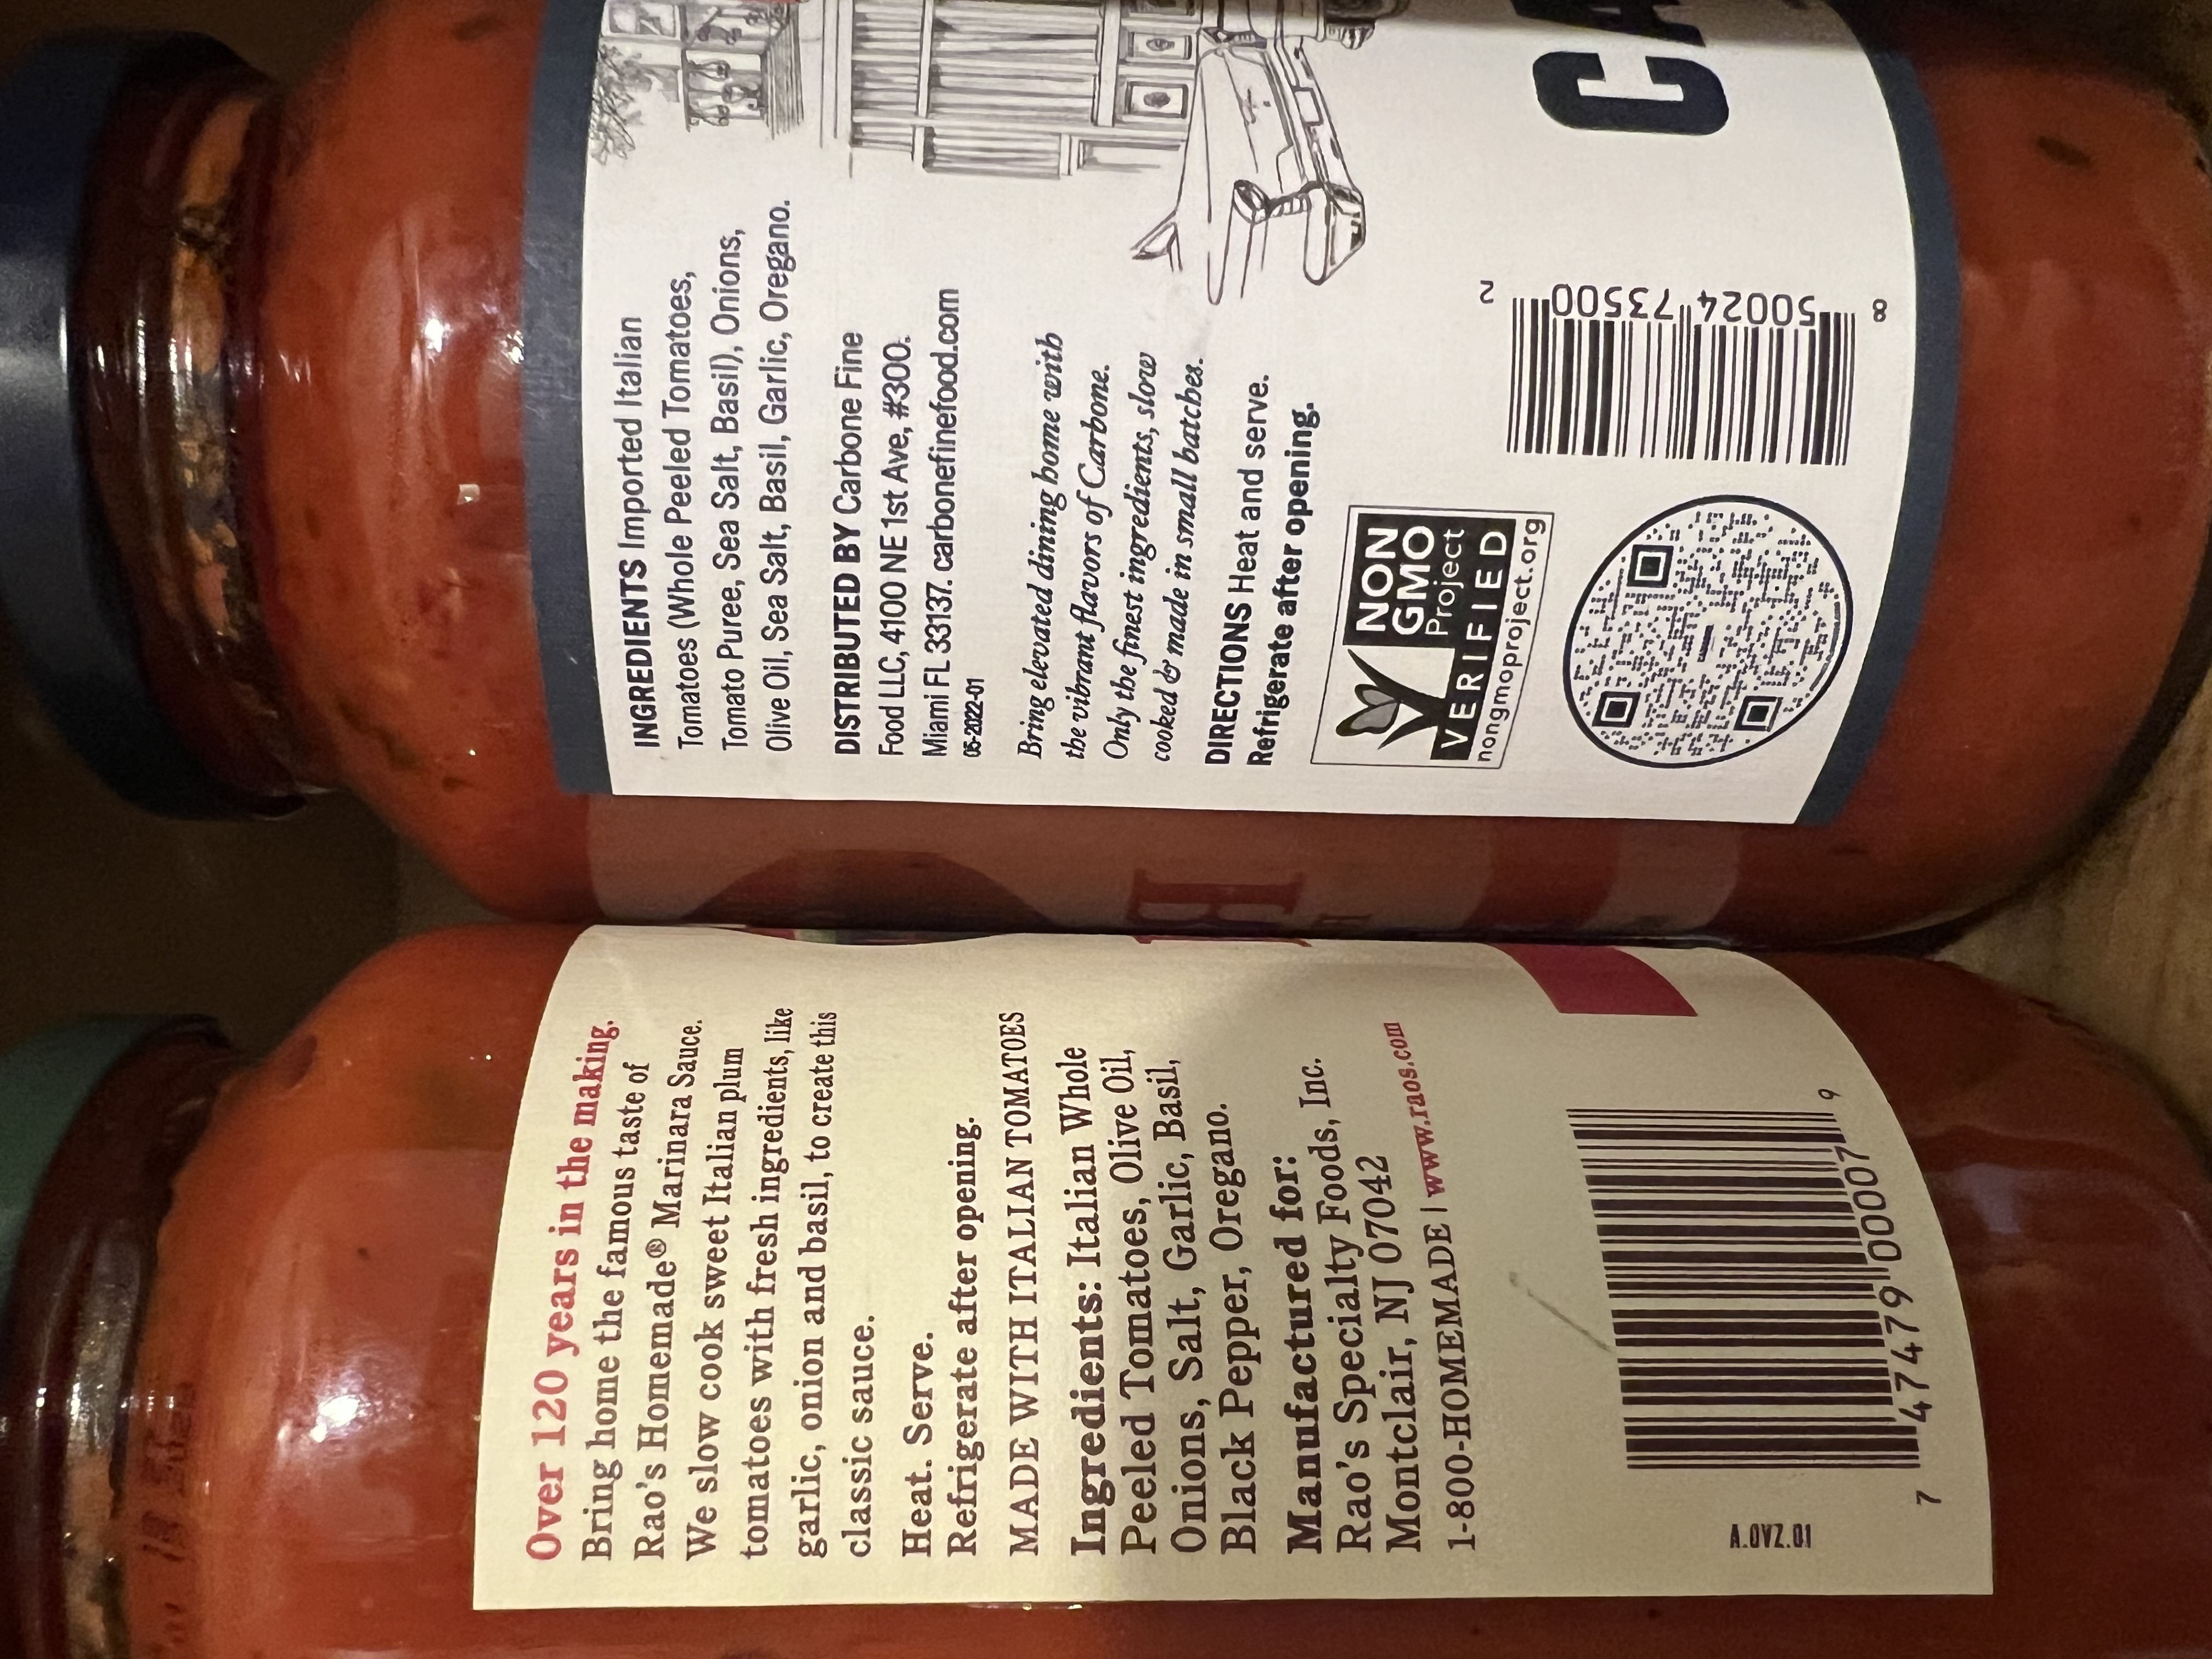 Over 120 years in the making.
Bring home the famous taste of
Rao's Homemade® Marinara Sauce.
We slow cook sweet Italian plum
tomatoes with fresh ingredients, like
garlic, onion and basil, to create this
classic sauce.
Heat. Serve.
Refrigerate after opening.
MADE WITH ITALIAN TOMATOES
Ingredients: Italian Whole
Peeled Tomatoes, Olive Oil,
Onions, Salt, Garlic, Basil,
Black Pepper, Oregano.
Manufactured for:
Rao's Specialty Foods, Inc.
Montclair, NJ 07042
1-800-HOMEMADE | www.raos.com
A.OVZ.01
7 47479 00007 9
INGREDIENTS Imported Italian
Tomatoes (Whole Peeled Tomatoes,
Tomato Puree, Sea Salt, Basil), Onions,
Olive Oil, Sea Salt, Basil, Garlic, Oregano.
DISTRIBUTED BY Carbone Fine
Food LLC, 4100 NE 1st Ave, #300.
Miami FL 33137. carbonefinefood.com
05-2022-01
Bring elevated dining home with
the vibrant flavors of Carbone.
Only the finest ingredients, slow
cooked & made in small batches.
DIRECTIONS Heat and serve.
Refrigerate after opening.
NON
GMO
Project
VERIFIED
nongmoproject.org
8 50024 73500 2
CA